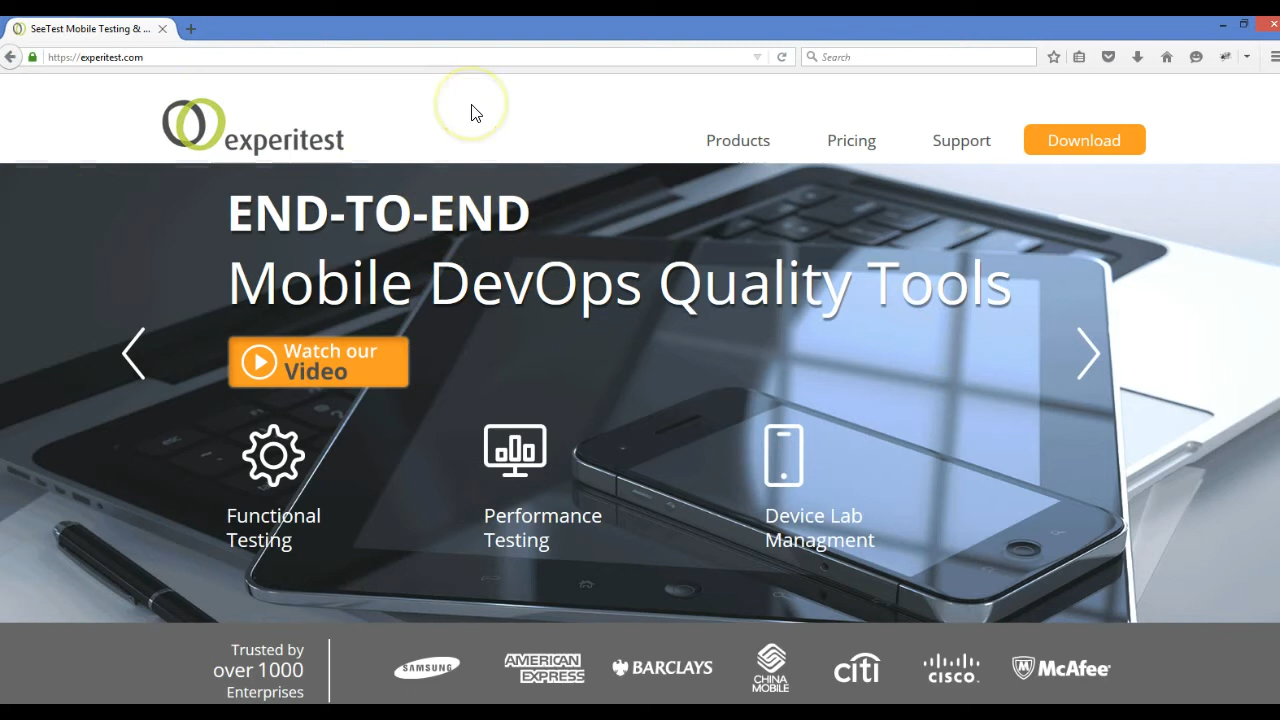 SeeTest Mobile Testing & ...
https://experitest.com
Search
experitest
Products
Pricing
Support
Download
END-TO-END
Mobile DevOps Quality Tools
Watch our
Video
Functional
Testing
Performance
Testing
Device Lab
Managment
Trusted by
over 1000
Enterprises
SAMSUNG
AMERICAN
EXPRESS
BARCLAYS
CHINA
MOBILE
citi
CISCO
McAfee